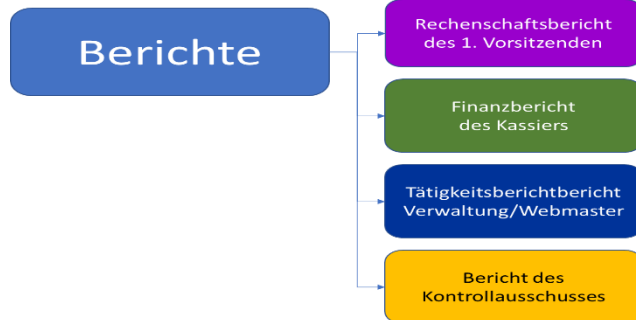 Berichte
Rechenschaftsbericht
des 1. Vorsitzenden
Finanzbericht
des Kassiers
Tätigkeitsberichtbericht
Verwaltung/Webmaster
Bericht des
Kontrollausschusses